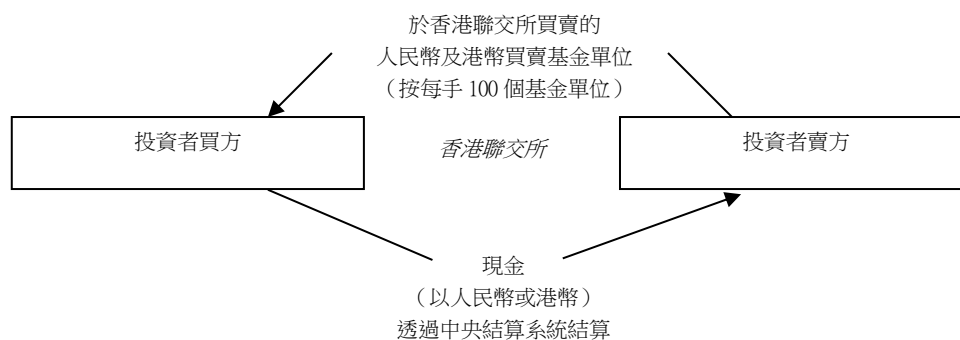 於香港聯交所買賣的
人民幣及港幣買賣基金單位
（按每手 100 個基金單位）
投資者買方
香港聯交所
投資者賣方
現金
（以人民幣或港幣）
透過中央結算系統結算